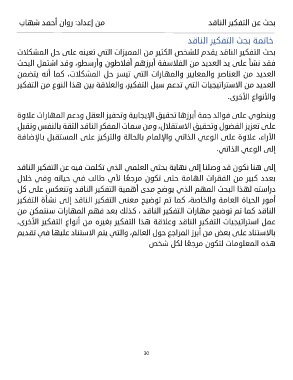 بحث عن التفكير الناقد
من إعداد: روان أحمد شهاب
خاتمة بحث التفكير الناقد
بحث التفكير الناقد يقدم للشخص الكثير من المميزات التي تعينه على حل المشكلات
فقد نشأ على يد العديد من الفلاسفة أبرزهم أفلاطون وأرسطو، وقد اشتمل البحث
العديد من العناصر والمعايير والمهارات التي تيسر حل المشكلات، كما أنه يتضمن
العديد من الاستراتيجيات التي تدعم سبل التفكير، والعلاقة بين هذا النوع من التفكير
والأنواع الأخرى.
وينطوي على فوائد جمة أبرزها تحقيق الإيجابية وتحفيز العقل ودعم المهارات علاوة
على تعزيز الفضول وتحقيق الاستقلال، ومن سمات المفكر الناقد الثقة بالنفس وتقبل
الآراء، علاوة على الوعي الذاتي والإلمام بالحالة والتركيز على المستقبل بالإضافة
إلى الوعي الذاتي.
إلى هنا نكون قد وصلنا إلى نهاية بحثي العلمي الذي تكلمت فيه عن التفكير الناقد
بعدد كبير من الفقرات الهامة حتى تكون مرجعًا لأي طالب في حياته وفي خلال
دراسته لهذا البحث المهم الذي يوضح مدى أهمية التفكير الناقد وتنعكس على كل
أمور الحياة العامة والخاصة، كما تم توضيح معنى التفكير الناقد إلى نشأة التفكير
الناقد كما تم توضيح مهارات التفكير الناقد ، كذلك بعد فهم المهارات سنتمكن من
عمل استراتيجيات التفكير الناقد وعلاقة هذا التفكير بغيره من أنواع التفكير الأخرى.
بالاستناد على بعض من أبرز المراجع حول العالم، والتي يتم الاستناد عليها في تقديم
هذه المعلومات لتكون مرجعًا لكل شخص